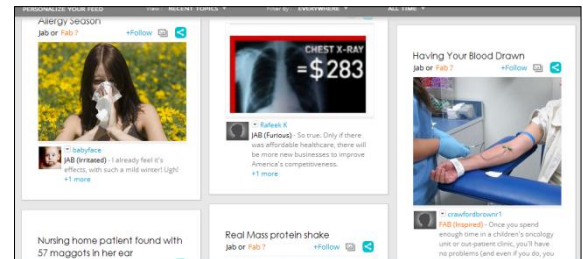 PERSONALIZE YOUR FEED
View : RECENT TOPICS
Filter By : EVERYWHERE
ALL TIME
Allergy Season
Jab or Fab ?
+Follow
babyface
JAB (Irritated) - I already feel it's
effects, with such a mild winter! Ugh!
+1 more
Nursing home patient found with
57 maggots in her ear
CHEST X-RAY
=$283
Rafeek K
JAB (Furious) - So true. Only if there
was affordable healthcare, there will
be more new businesses to improve
America's competitiveness.
+1 more
Real Mass protein shake
Jab or Fab ?
+Follow
Having Your Blood Drawn
Jab or Fab ?
+Follow
crawfordbrownr1
FAB (Inspired) - Once you spend
enough time in a children's oncology
unit or out-patient clinic, you'll have
no problems (and even if you do, you